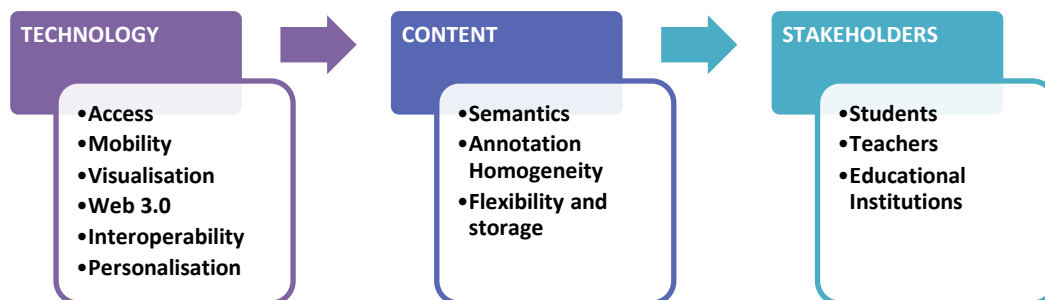 TECHNOLOGY
•Access
•Mobility
•Visualisation
•Web 3.0
•Interoperability
•Personalisation
CONTENT
•Semantics
•Annotation
Homogeneity
•Flexibility and
storage
STAKEHOLDERS
•Students
•Teachers
•Educational
Institutions